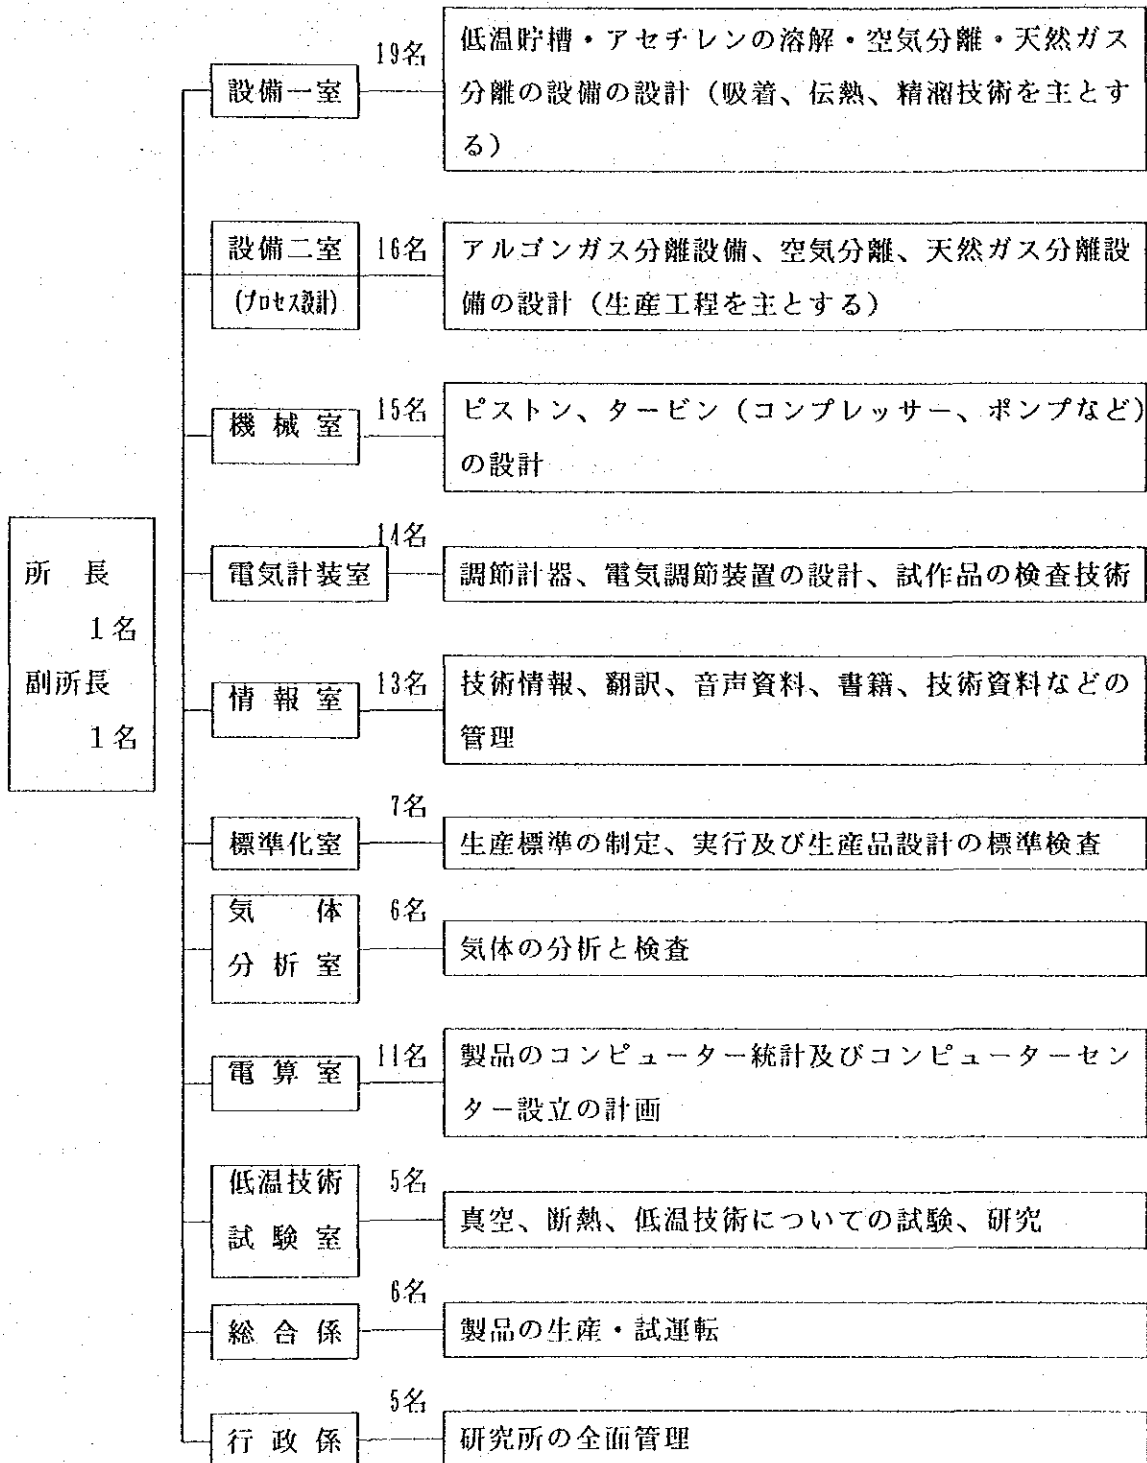 所長
1名
副所長
1名
設備一室
19名
低温貯槽・アセチレンの溶解・空気分離・天然ガス
分離の設備の設計（吸着、伝熱、精溜技術を主とす
る）
設備二室
(プロセス設計)
16名
アルゴンガス分離設備、空気分離、天然ガス分離設
備の設計（生産工程を主とする）
機械室
15名
ピストン、タービン（コンプレッサー、ポンプなど）
の設計
電気計装室
14名
調節計器、電気調節装置の設計、試作品の検査技術
情報室
13名
技術情報、翻訳、音声資料、書籍、技術資料などの
管理
標準化室
7名
生産標準の制定、実行及び生産品設計の標準検査
気体
分析室
6名
気体の分析と検査
電算室
11名
製品のコンピューター統計及びコンピューターセン
ター設立の計画
低温技術
試験室
5名
真空、断熱、低温技術についての試験、研究
総合係
6名
製品の生産・試運転
行政係
5名
研究所の全面管理